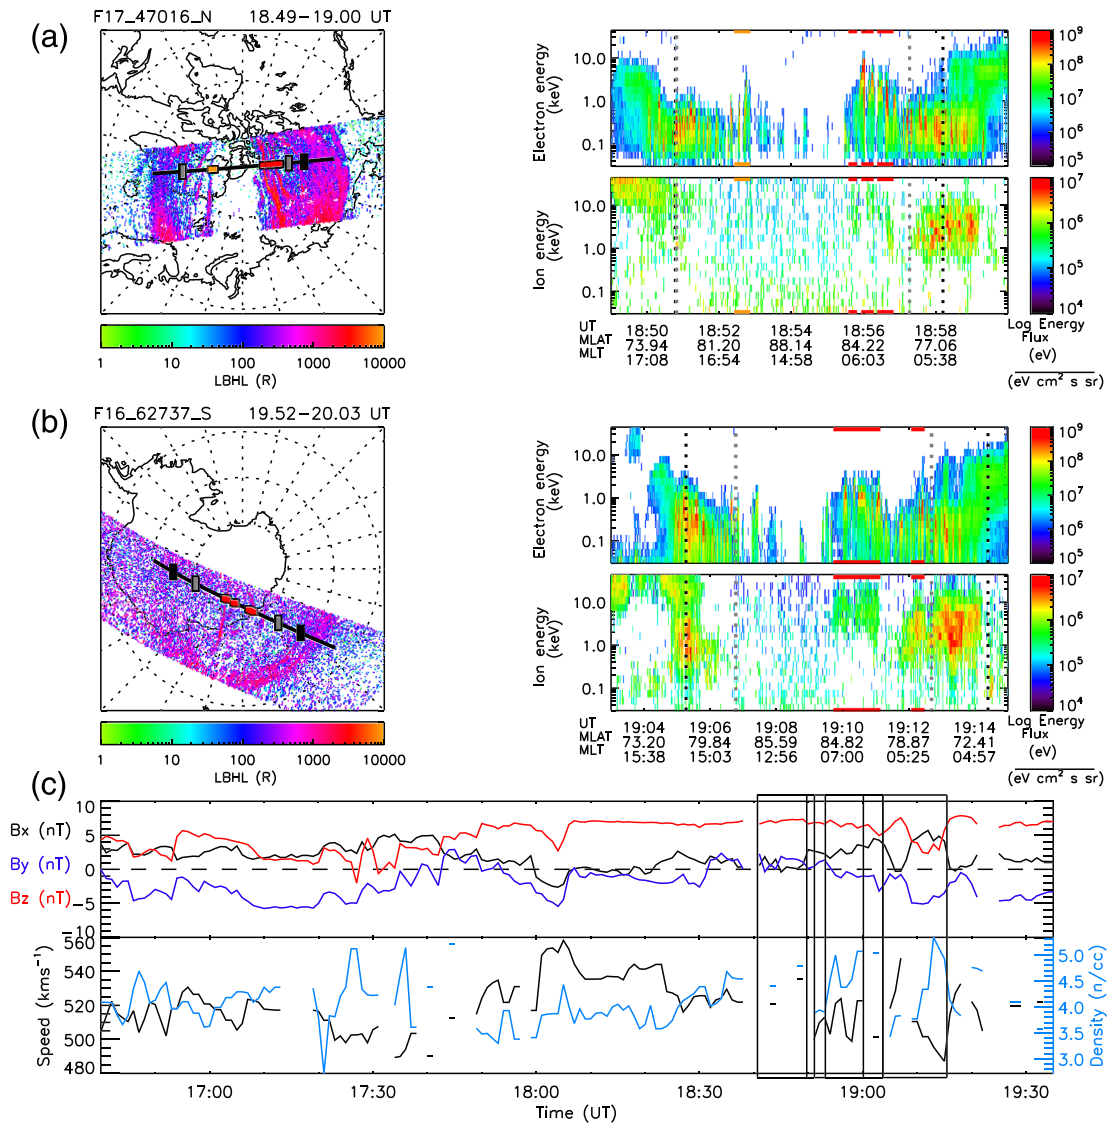 (a)
F17_47016_N 18.49–19.00 UT
1 10 100 1000 10000
LBHL (R)
Electron energy
(keV)
10.0
1.0
0.1
Ion energy
(keV)
10.0
1.0
0.1
10⁹
10⁸
10⁷
10⁶
10⁵
10⁷
10⁶
10⁵
10⁴
UT 18:50 18:52 18:54 18:56 18:58
MLAT 73.94 81.20 88.14 84.22 77.06
MLT 17:08 16:54 14:58 06:03 05:38
Log Energy
Flux
(eV)
(eV cm² s sr)
(b)
F16_62737_S 19.52–20.03 UT
1 10 100 1000 10000
LBHL (R)
Electron energy
(keV)
10.0
1.0
0.1
Ion energy
(keV)
10.0
1.0
0.1
10⁹
10⁸
10⁷
10⁶
10⁵
10⁷
10⁶
10⁵
10⁴
UT 19:04 19:06 19:08 19:10 19:12 19:14
MLAT 73.20 79.84 85.59 84.82 78.87 72.41
MLT 15:38 15:03 12:56 07:00 05:25 04:57
Log Energy
Flux
(eV)
(eV cm² s sr)
(c)
Bx (nT)
By (nT)
Bz (nT)
10
5
0
−5
−10
Speed (kms⁻¹)
560
540
520
500
480
Density (n/cc)
5.0
4.5
4.0
3.5
3.0
17:00 17:30 18:00 18:30 19:00 19:30
Time (UT)